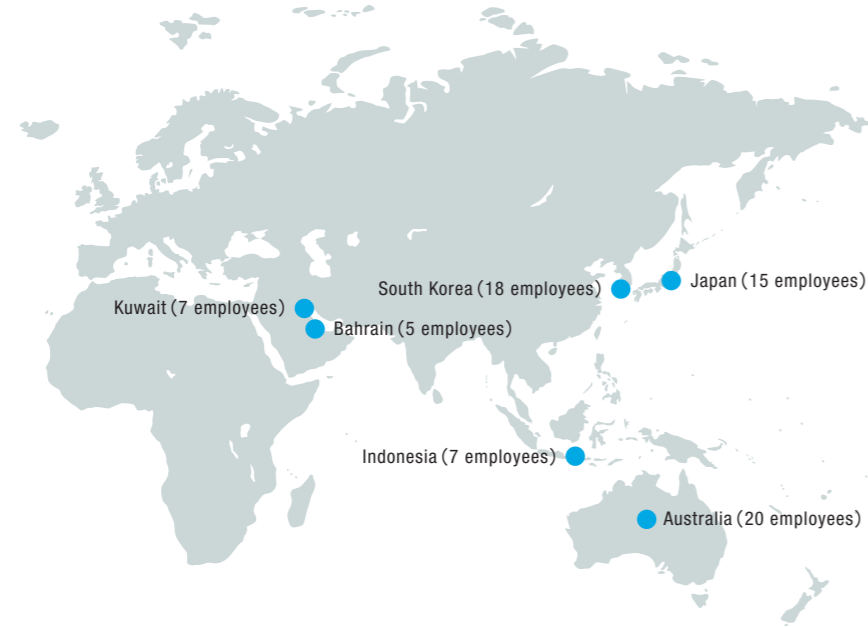 South Korea (18 employees)
Japan (15 employees)
Kuwait (7 employees)
Bahrain (5 employees)
Indonesia (7 employees)
Australia (20 employees)